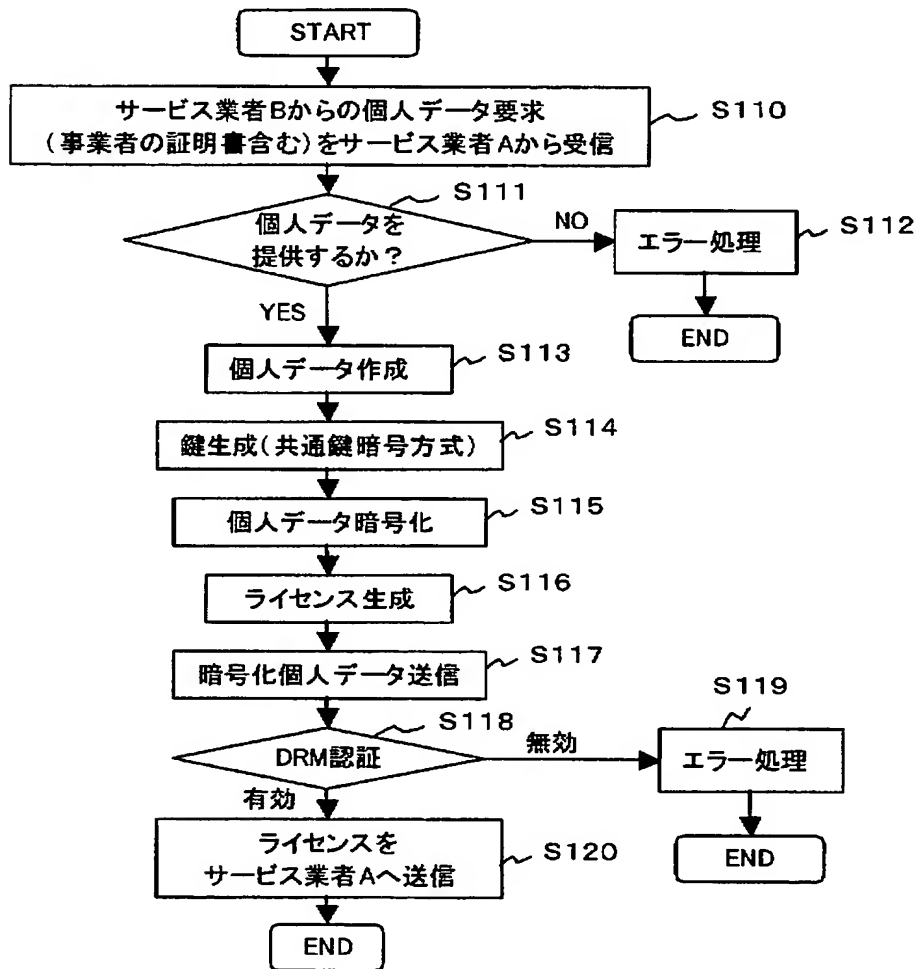 START
サービス業者Bからの個人データ要求
(事業者の証明書含む)をサービス業者Aから受信
S110
S111
個人データを
提供するか?
NO
エラー処理
S112
END
YES
個人データ作成
S113
鍵生成(共通鍵暗号方式)
S114
個人データ暗号化
S115
ライセンス生成
S116
暗号化個人データ送信
S117
S118
DRM認証
無効
S119
エラー処理
END
有効
ライセンスを
サービス業者Aへ送信
S120
END